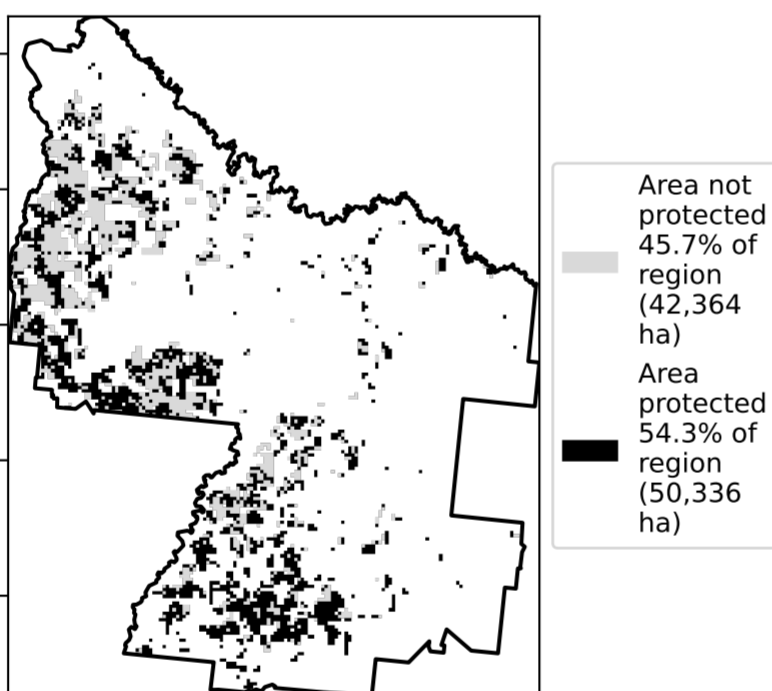 Area not
protected
45.7% of
region
(42,364
ha)
Area
protected
54.3% of
region
(50,336
ha)